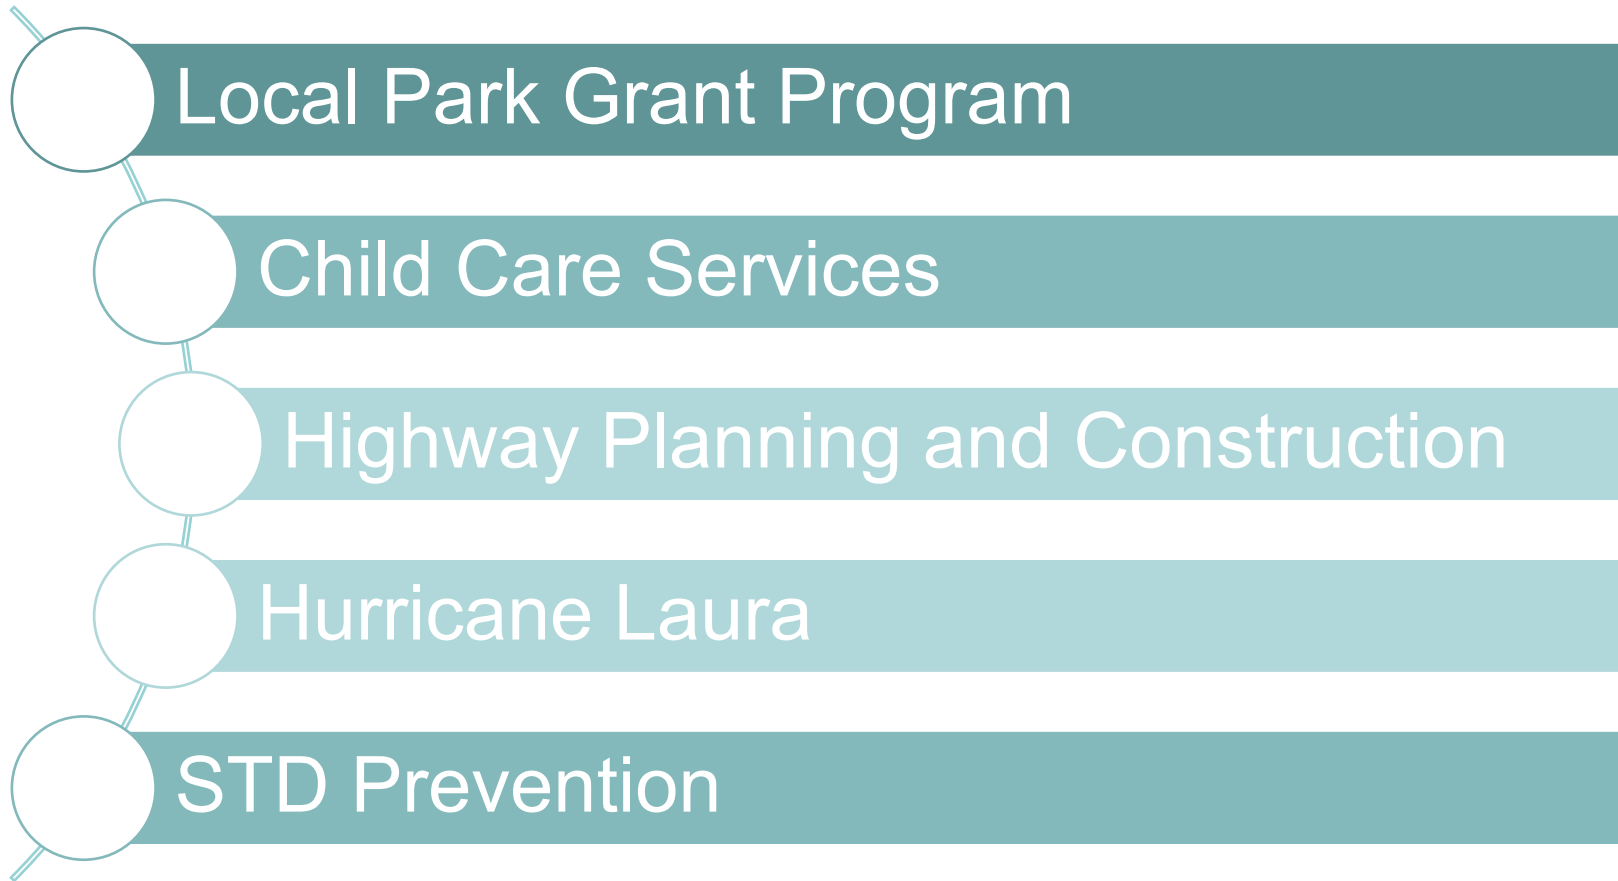 Local Park Grant Program
Child Care Services
Highway Planning and Construction
Hurricane Laura
STD Prevention